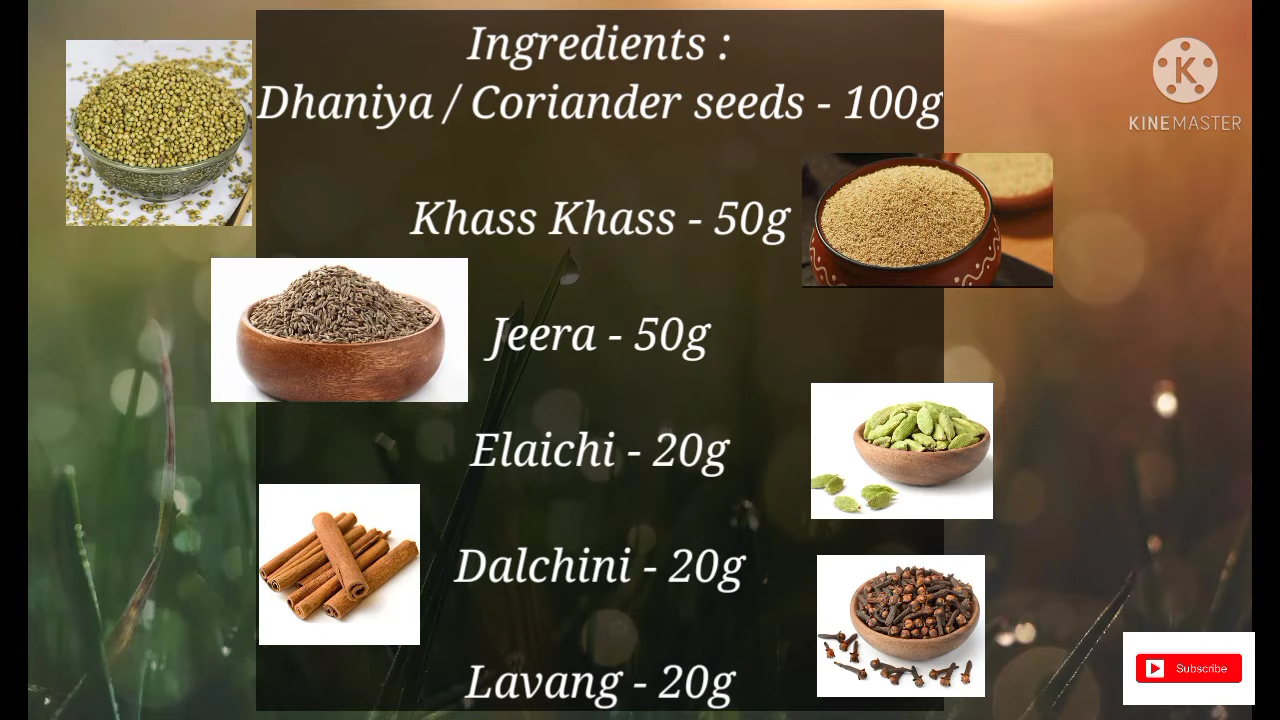 Ingredients :
Dhaniya / Coriander seeds - 100g
Khass Khass - 50g
Jeera - 50g
Elaichi - 20g
Dalchini - 20g
Lavang - 20g
K
KINEMASTER
Subscribe